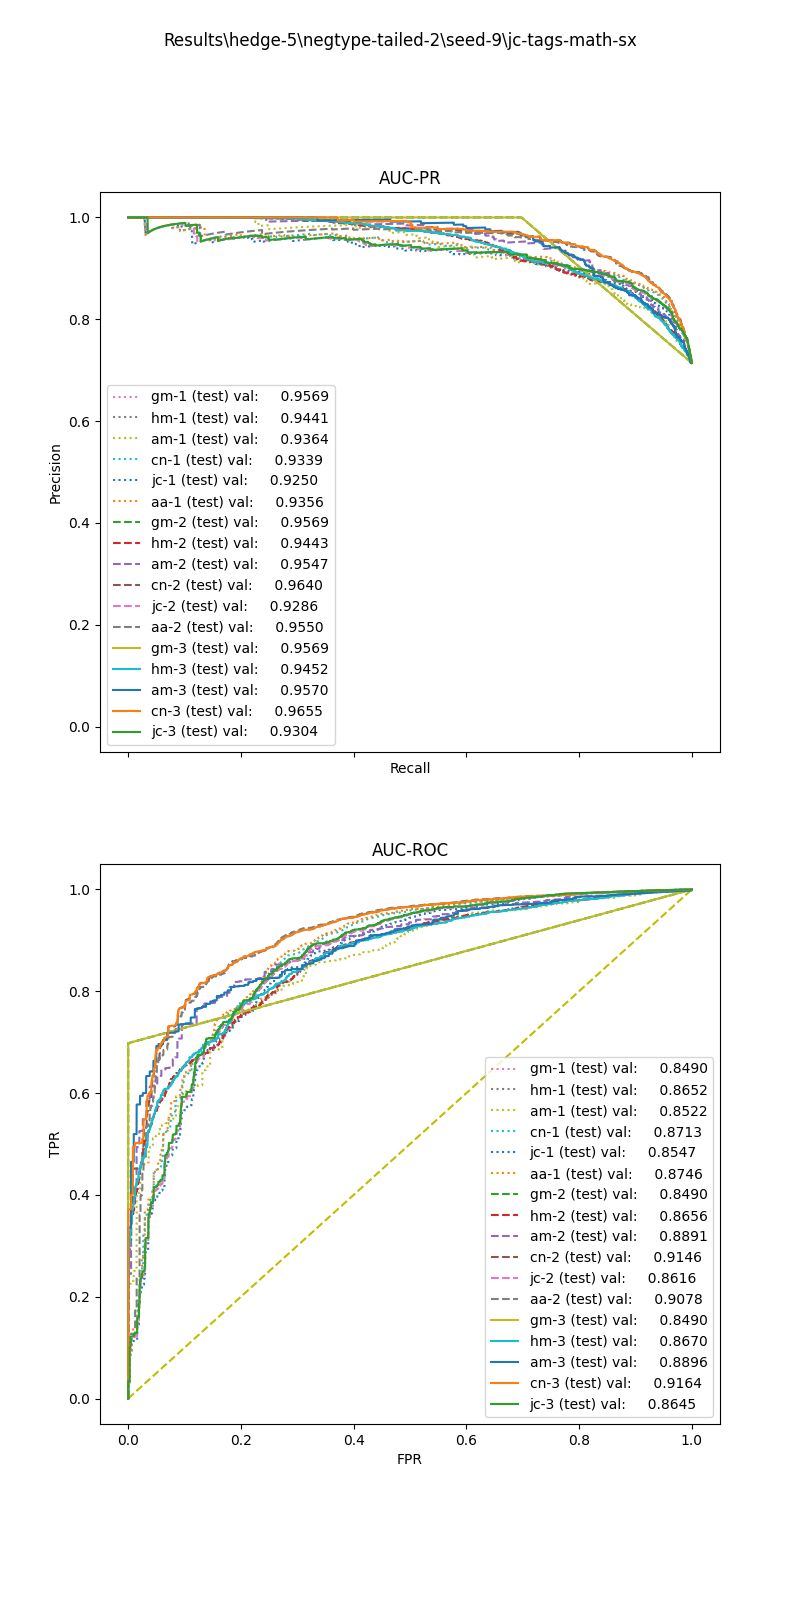 Results\hedge-5\negtype-tailed-2\seed-9\jc-tags-math-sx
AUC-PR
1.0
0.8
0.6
0.4
0.2
0.0
Precision
gm-1 (test) val: 0.9569
hm-1 (test) val: 0.9441
am-1 (test) val: 0.9364
cn-1 (test) val: 0.9339
jc-1 (test) val: 0.9250
aa-1 (test) val: 0.9356
gm-2 (test) val: 0.9569
hm-2 (test) val: 0.9443
am-2 (test) val: 0.9547
cn-2 (test) val: 0.9640
jc-2 (test) val: 0.9286
aa-2 (test) val: 0.9550
gm-3 (test) val: 0.9569
hm-3 (test) val: 0.9452
am-3 (test) val: 0.9570
cn-3 (test) val: 0.9655
jc-3 (test) val: 0.9304
Recall
AUC-ROC
1.0
0.8
0.6
0.4
0.2
0.0
TPR
gm-1 (test) val: 0.8490
hm-1 (test) val: 0.8652
am-1 (test) val: 0.8522
cn-1 (test) val: 0.8713
jc-1 (test) val: 0.8547
aa-1 (test) val: 0.8746
gm-2 (test) val: 0.8490
hm-2 (test) val: 0.8656
am-2 (test) val: 0.8891
cn-2 (test) val: 0.9146
jc-2 (test) val: 0.8616
aa-2 (test) val: 0.9078
gm-3 (test) val: 0.8490
hm-3 (test) val: 0.8670
am-3 (test) val: 0.8896
cn-3 (test) val: 0.9164
jc-3 (test) val: 0.8645
0.0 0.2 0.4 0.6 0.8 1.0
FPR